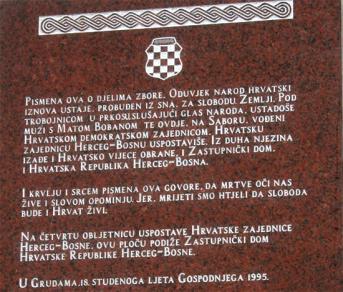 Pismena ova o djelima zbore. Oduvjek narod hrvatski
iznova ustaje, probuđen iz sna, za slobodu Zemlji. Pod
trobojnicom u prkosuslušajući glas naroda, ustadoše
muži s Matom Bobanom te ovdje, na Saboru, vođeni
Hrvatskom demokratskom zajednicom, Hrvatsku
zajednicu Herceg-Bosnu uspostaviše. Iz duha njezina
izađe i Hrvatsko vijeće obrane, i Zastupnički dom,
i Hrvatska Republika Herceg-Bosna.
I krvlju i srcem pismena ova govore, da mrtve oči nas
žive i slovom opominju. Jer, mrijeti smo htjeli da sloboda
bude i Hrvat živi.
Na četvrtu obljetnicu uspostave Hrvatske zajednice
Herceg-Bosne, ovu ploču podiže Zastupnički dom
Hrvatske Republike Herceg-Bosne.
U Grudama, 18. studenoga ljeta Gospodnjega 1995.